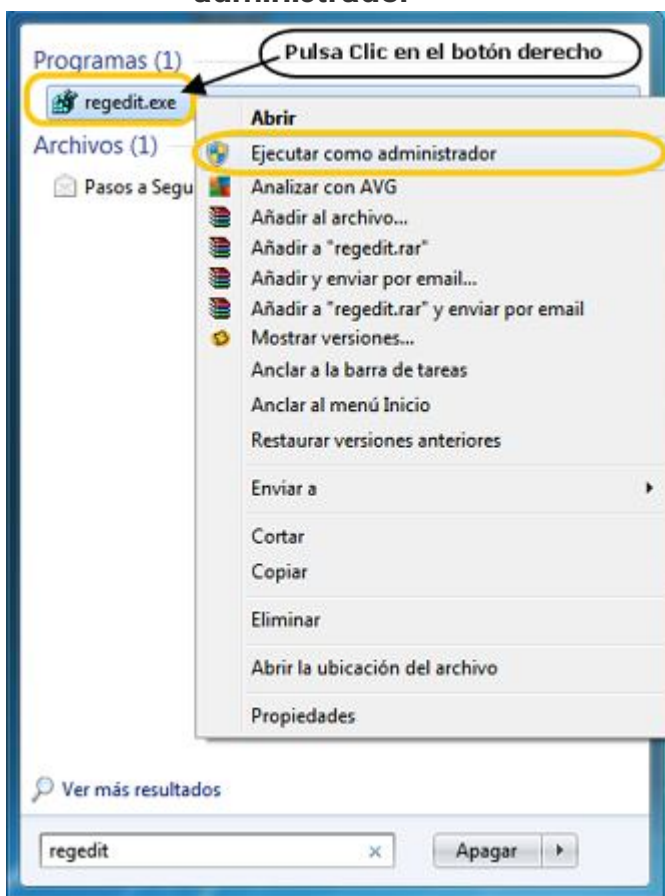 administrador
Programas (1)
Pulsa Clic en el botón derecho
regedit.exe
Abrir
Archivos (1)
Ejecutar como administrador
Pasos a Segu
Analizar con AVG
Añadir al archivo...
Añadir a "regedit.rar"
Añadir y enviar por email...
Añadir a "regedit.rar" y enviar por email
Mostrar versiones...
Anclar a la barra de tareas
Anclar al menú Inicio
Restaurar versiones anteriores
Enviar a
Cortar
Copiar
Eliminar
Abrir la ubicación del archivo
Propiedades
Ver más resultados
regedit
Apagar